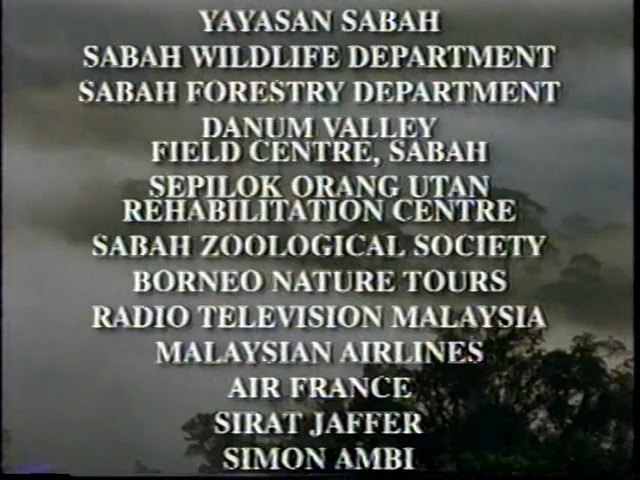 YAYASAN SABAH
SABAH WILDLIFE DEPARTMENT
SABAH FORESTRY DEPARTMENT
DANUM VALLEY
FIELD CENTRE, SABAH
SEPILOK ORANG UTAN
REHABILITATION CENTRE
SABAH ZOOLOGICAL SOCIETY
BORNEO NATURE TOURS
RADIO TELEVISION MALAYSIA
MALAYSIAN AIRLINES
AIR FRANCE
SIRAT JAFFER
SIMON AMBI